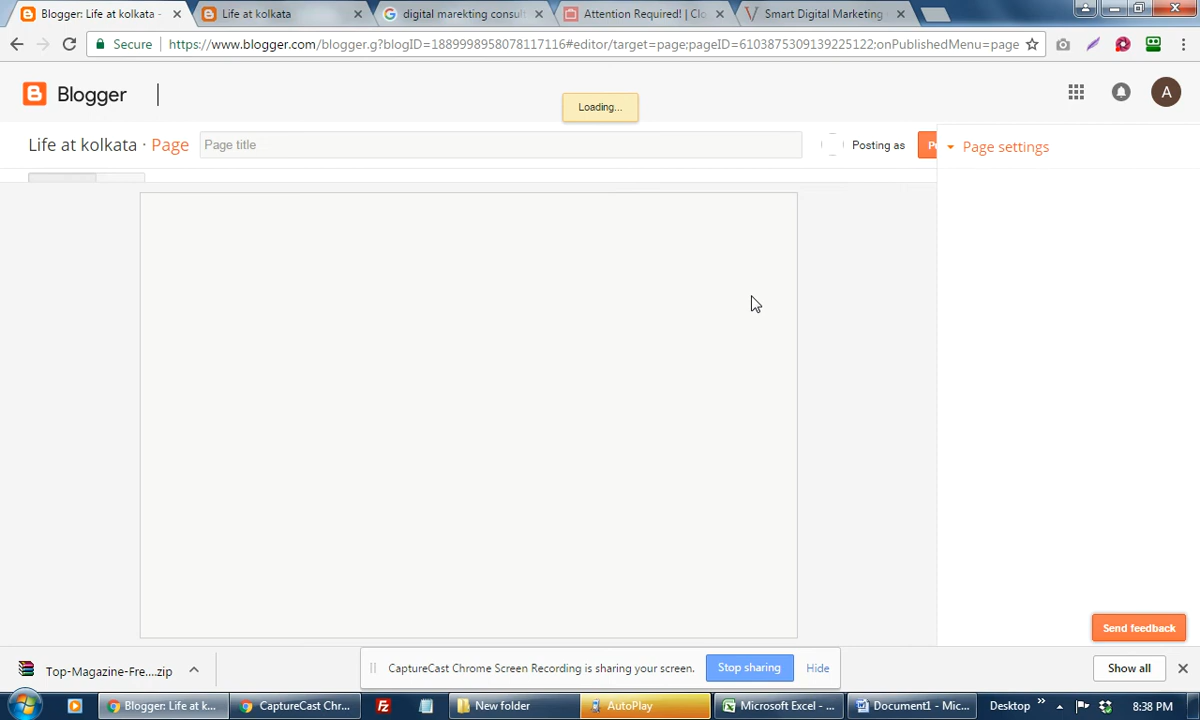 Blogger: Life at kolkata -
Life at kolkata
digital marekting consult
Attention Required! | Clo
Smart Digital Marketing
Secure
https://www.blogger.com/blogger.g?blogID=1889998958078117116#editor/target=page;pageID=6103875309139225122;onPublishedMenu=page
Blogger
Loading...
A
Life at kolkata · Page
Page title
Posting as
Page settings
Send feedback
Top-Magazine-Fre....zip
CaptureCast Chrome Screen Recording is sharing your screen.
Stop sharing
Hide
Show all
Blogger: Life at k...
CaptureCast Chr...
New folder
AutoPlay
Microsoft Excel - ...
Document1 - Mic...
Desktop
8:38 PM